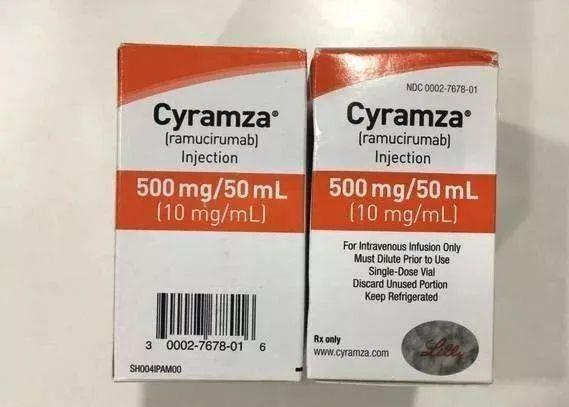 Cyramza®
(ramucirumab)
Injection
500 mg/50 mL
(10 mg/mL)
3 0002-7678-01 6
SH004IPAM00
NDC 0002-7678-01
Cyramza®
(ramucirumab)
Injection
500 mg/50 mL
(10 mg/mL)
For Intravenous Infusion Only
Must Dilute Prior to Use
Single-Dose Vial
Discard Unused Portion
Keep Refrigerated
Rx only
www.cyramza.com
Lilly